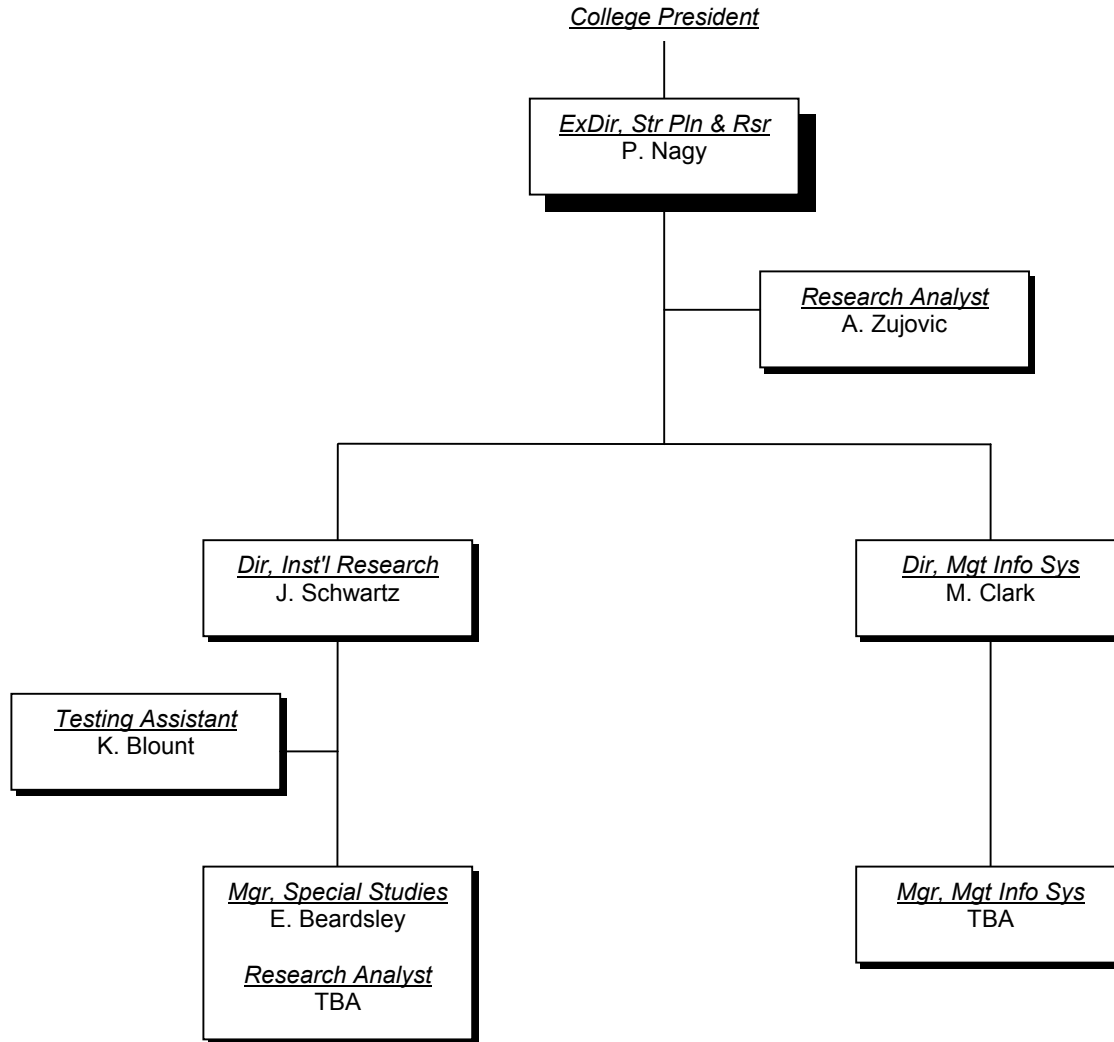 College President
ExDir, Str Pln & Rsr
P. Nagy
Research Analyst
A. Zujovic
Dir, Inst'l Research
J. Schwartz
Dir, Mgt Info Sys
M. Clark
Testing Assistant
K. Blount
Mgr, Special Studies
E. Beardsley
Research Analyst
TBA
Mgr, Mgt Info Sys
TBA